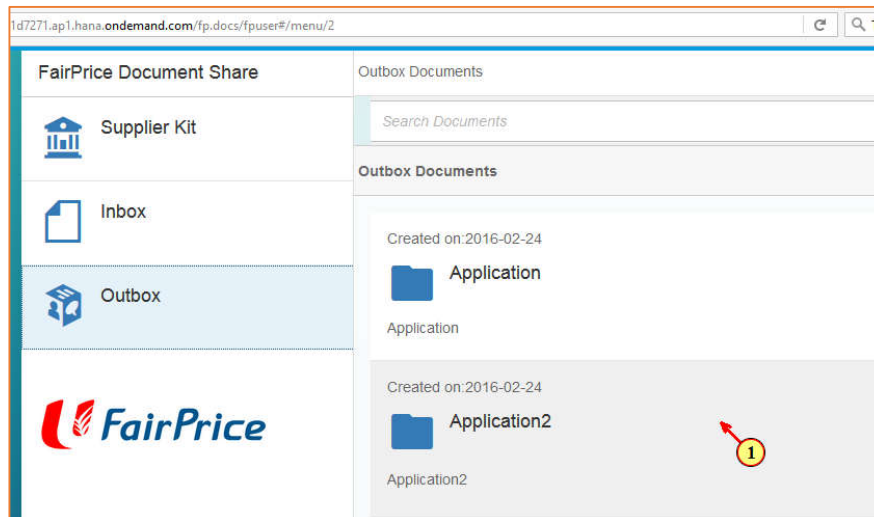 1d7271.ap1.hana.ondemand.com/fp.docs/fpuser#/menu/2
FairPrice Document Share
Supplier Kit
Inbox
Outbox
FairPrice
Outbox Documents
Search Documents
Outbox Documents
Created on:2016-02-24
Application
Application
Created on:2016-02-24
Application2
1
Application2